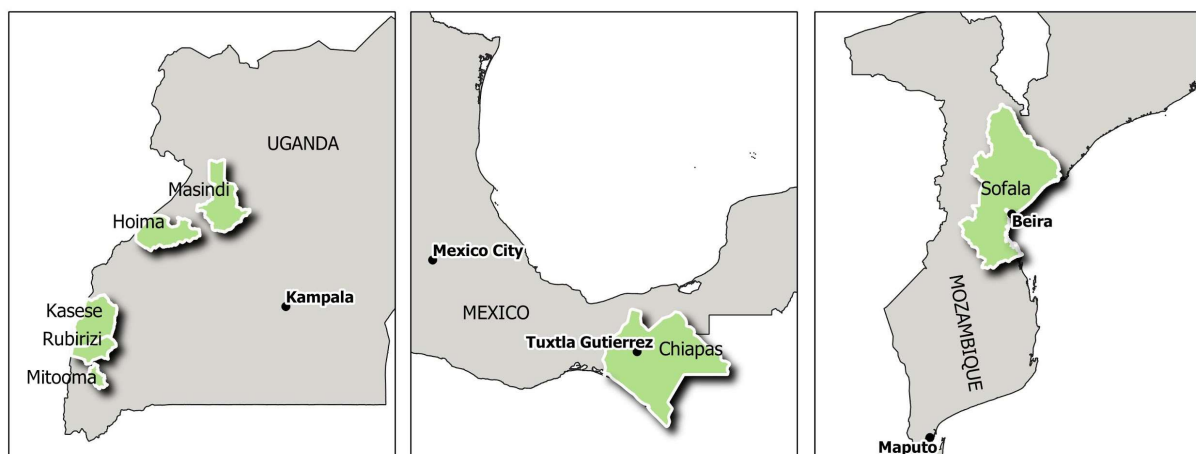 UGANDA
Masindi
Hoima
Kasese
Rubirizi
Mitooma
Kampala
Mexico City
MEXICO
Tuxtla Gutierrez
Chiapas
Sofala
Beira
MOZAMBIQUE
Maputo